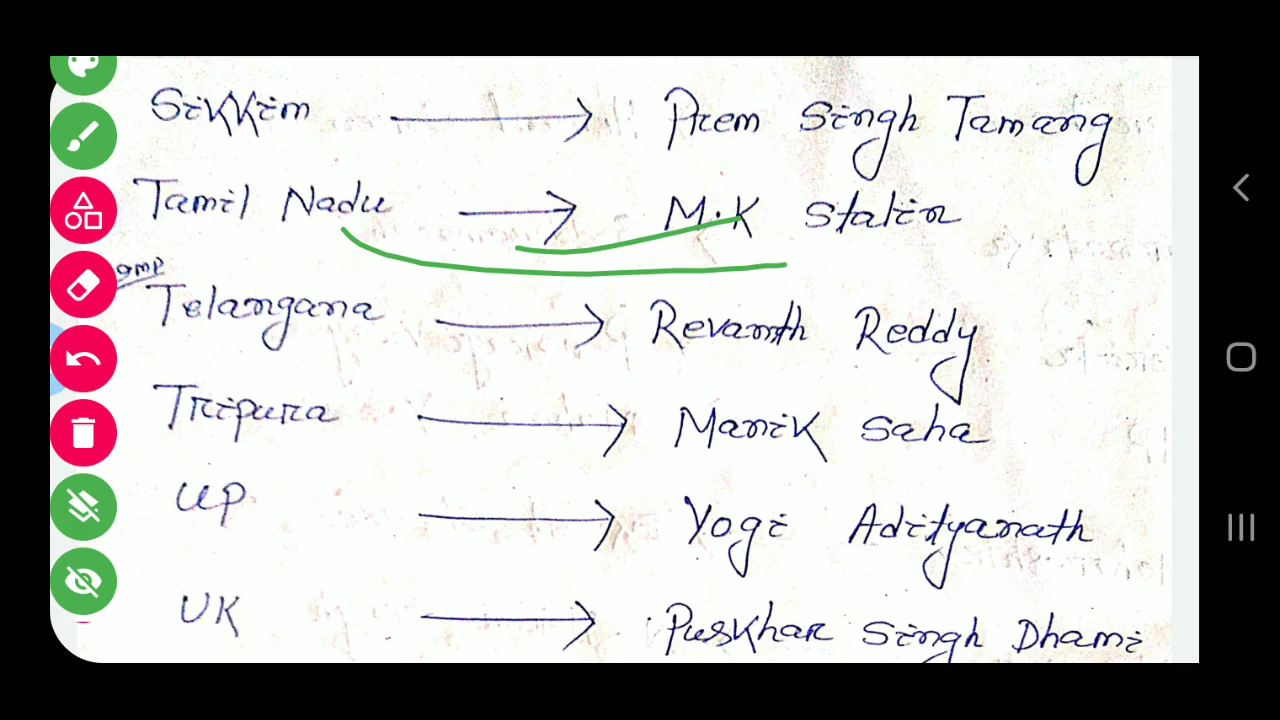 Sikkim → Prem Singh Tamang
Tamil Nadu → M.K Stalin
Imp
Telangana → Revanth Reddy
Tripura → Manik Saha
UP → Yogi Adityanath
UK → Puskhar Singh Dhami